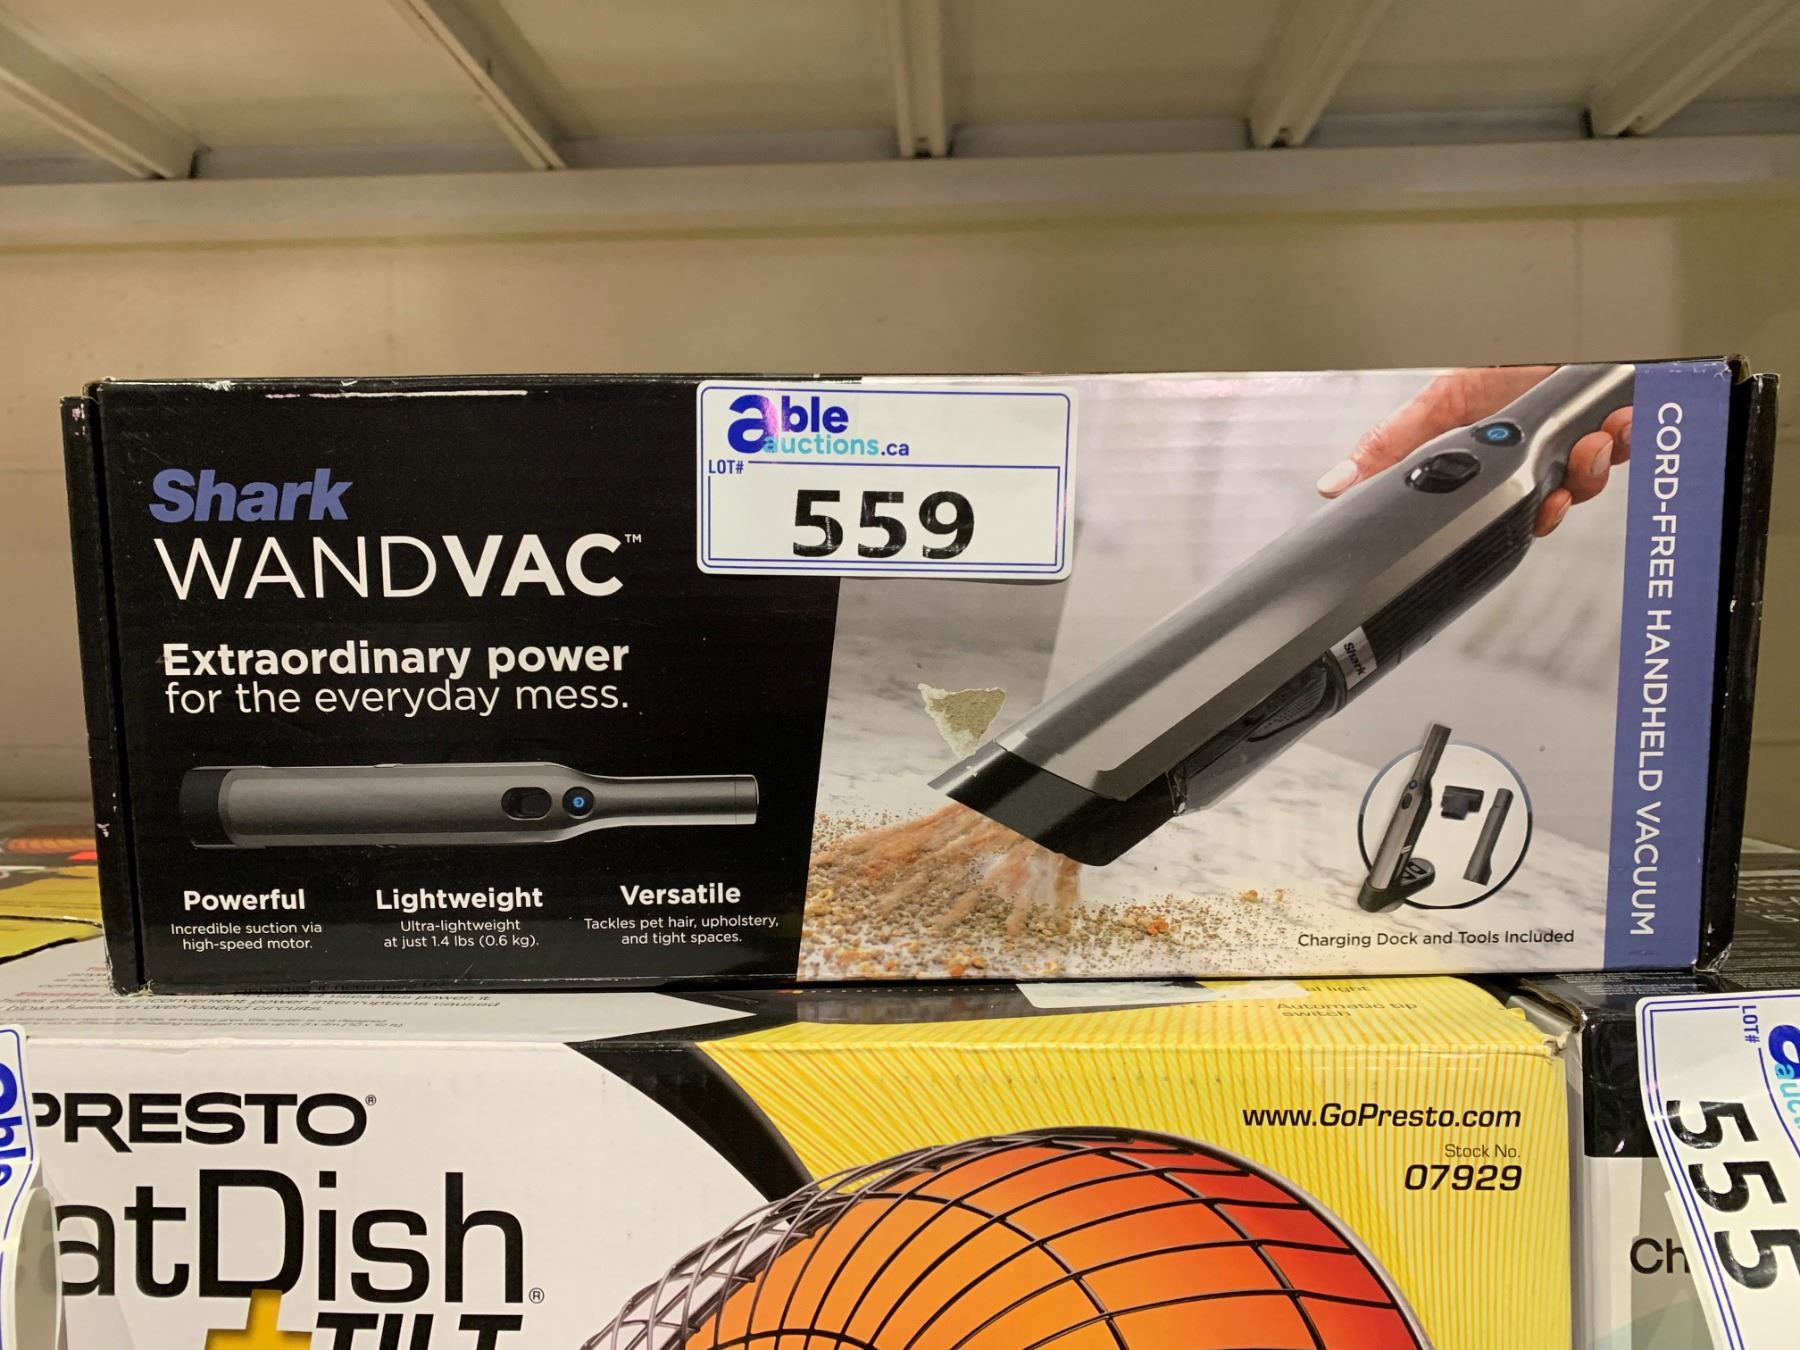 able
auctions.ca
LOT#
559
Shark
WANDVAC™
Extraordinary power
for the everyday mess.
Powerful
Incredible suction via
high-speed motor.
Lightweight
Ultra-lightweight
at just 1.4 lbs (0.6 kg).
Versatile
Tackles pet hair, upholstery,
and tight spaces.
Shark
Charging Dock and Tools Included
CORD-FREE HANDHELD VACUUM
Automatic tip
switch
PRESTO®
atDish®
TILT
www.GoPresto.com
Stock No.
07929
LOT#
555
Ch